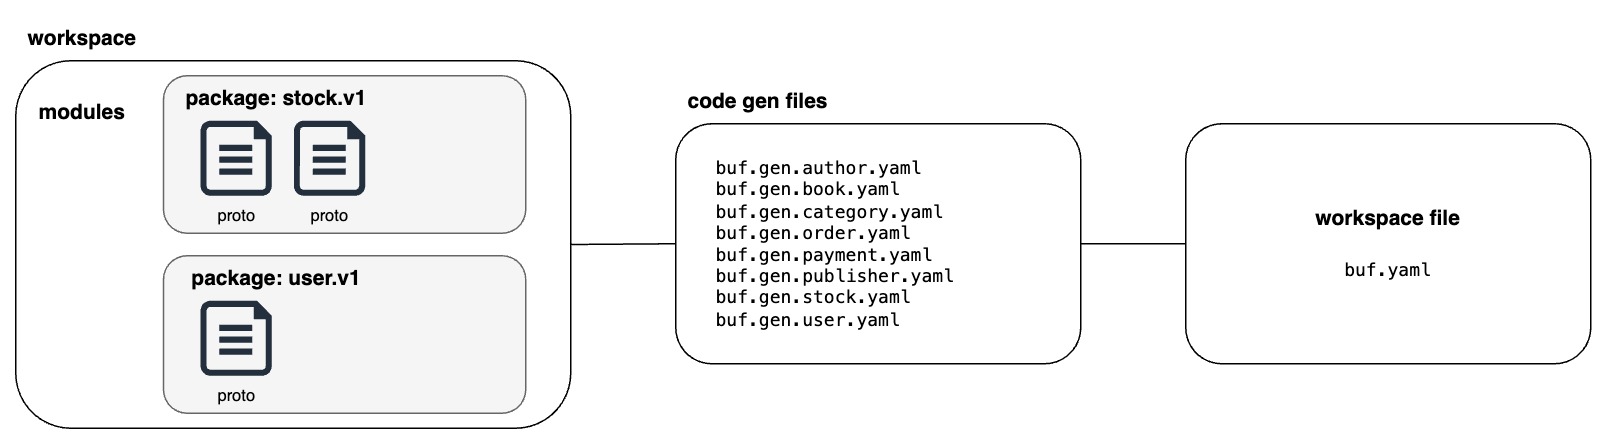 workspace
modules
package: stock.v1
proto
proto
package: user.v1
proto
code gen files
buf.gen.author.yaml
buf.gen.book.yaml
buf.gen.category.yaml
buf.gen.order.yaml
buf.gen.payment.yaml
buf.gen.publisher.yaml
buf.gen.stock.yaml
buf.gen.user.yaml
workspace file
buf.yaml